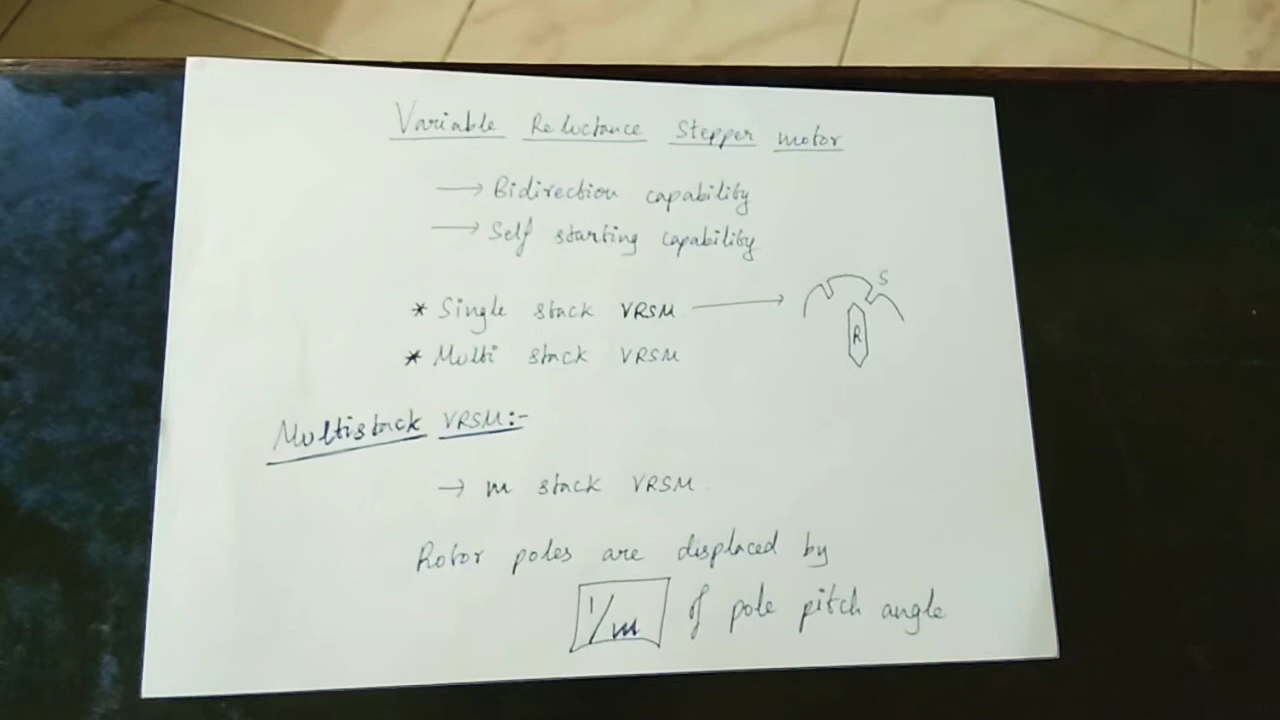 Variable Reluctance Stepper motor
→ Bidirection capability
→ Self starting capability
* Single stack VRSM → S
R
* Multi stack VRSM
Multistack VRSM:-
→ m stack VRSM
Rotor poles are displaced by
1/m of pole pitch angle